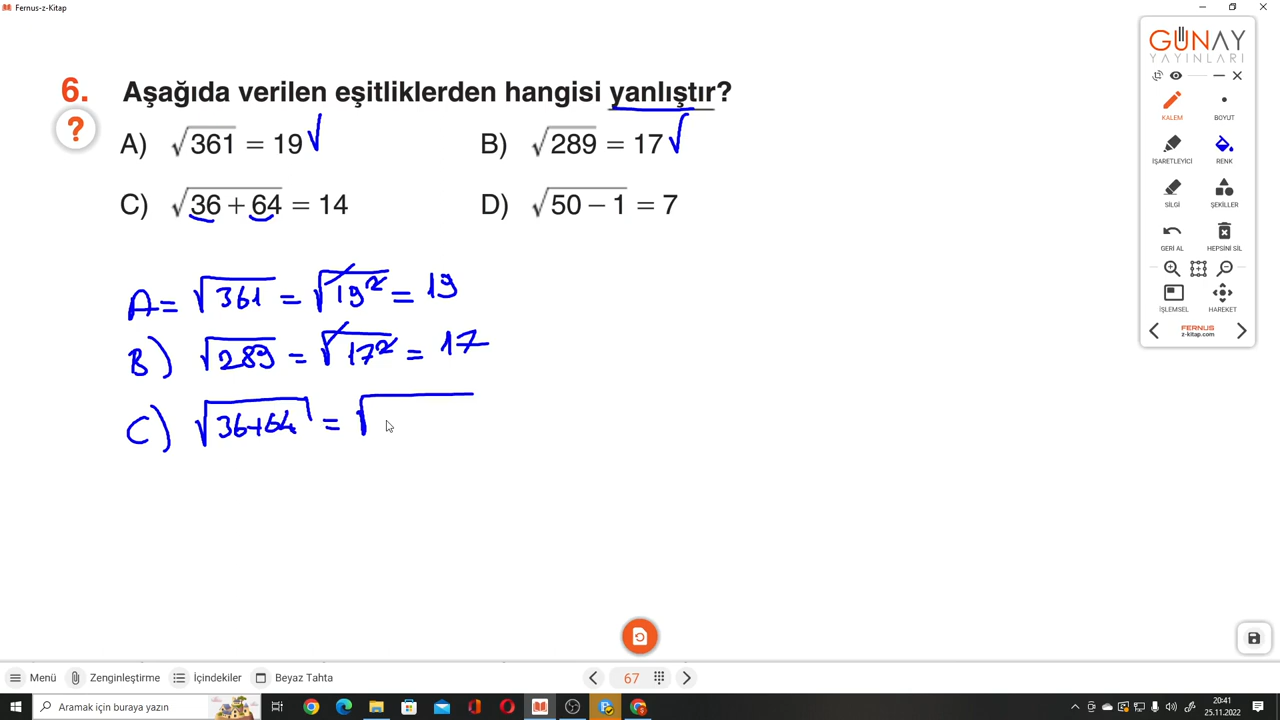 Fernus-z-Kitap
6. Aşağıda verilen eşitliklerden hangisi yanlıştır?
?
A) √361 = 19 √
B) √289 = 17 √
C) √36 + 64 = 14
D) √50 − 1 = 7
A = √361 = √19² = 19
B) √289 = √17² = 17
C) √36+64 = √
GÜNAY
YAYINLARI
KALEM
BOYUT
İŞARETLEYİCİ
RENK
SİLGİ
ŞEKİLLER
GERİ AL
HEPSİNİ SİL
İŞLEMSEL
HAREKET
FERNUS
z-kitap.com
Menü
Zenginleştirme
İçindekiler
Beyaz Tahta
67
Aramak için buraya yazın
20:41
25.11.2022